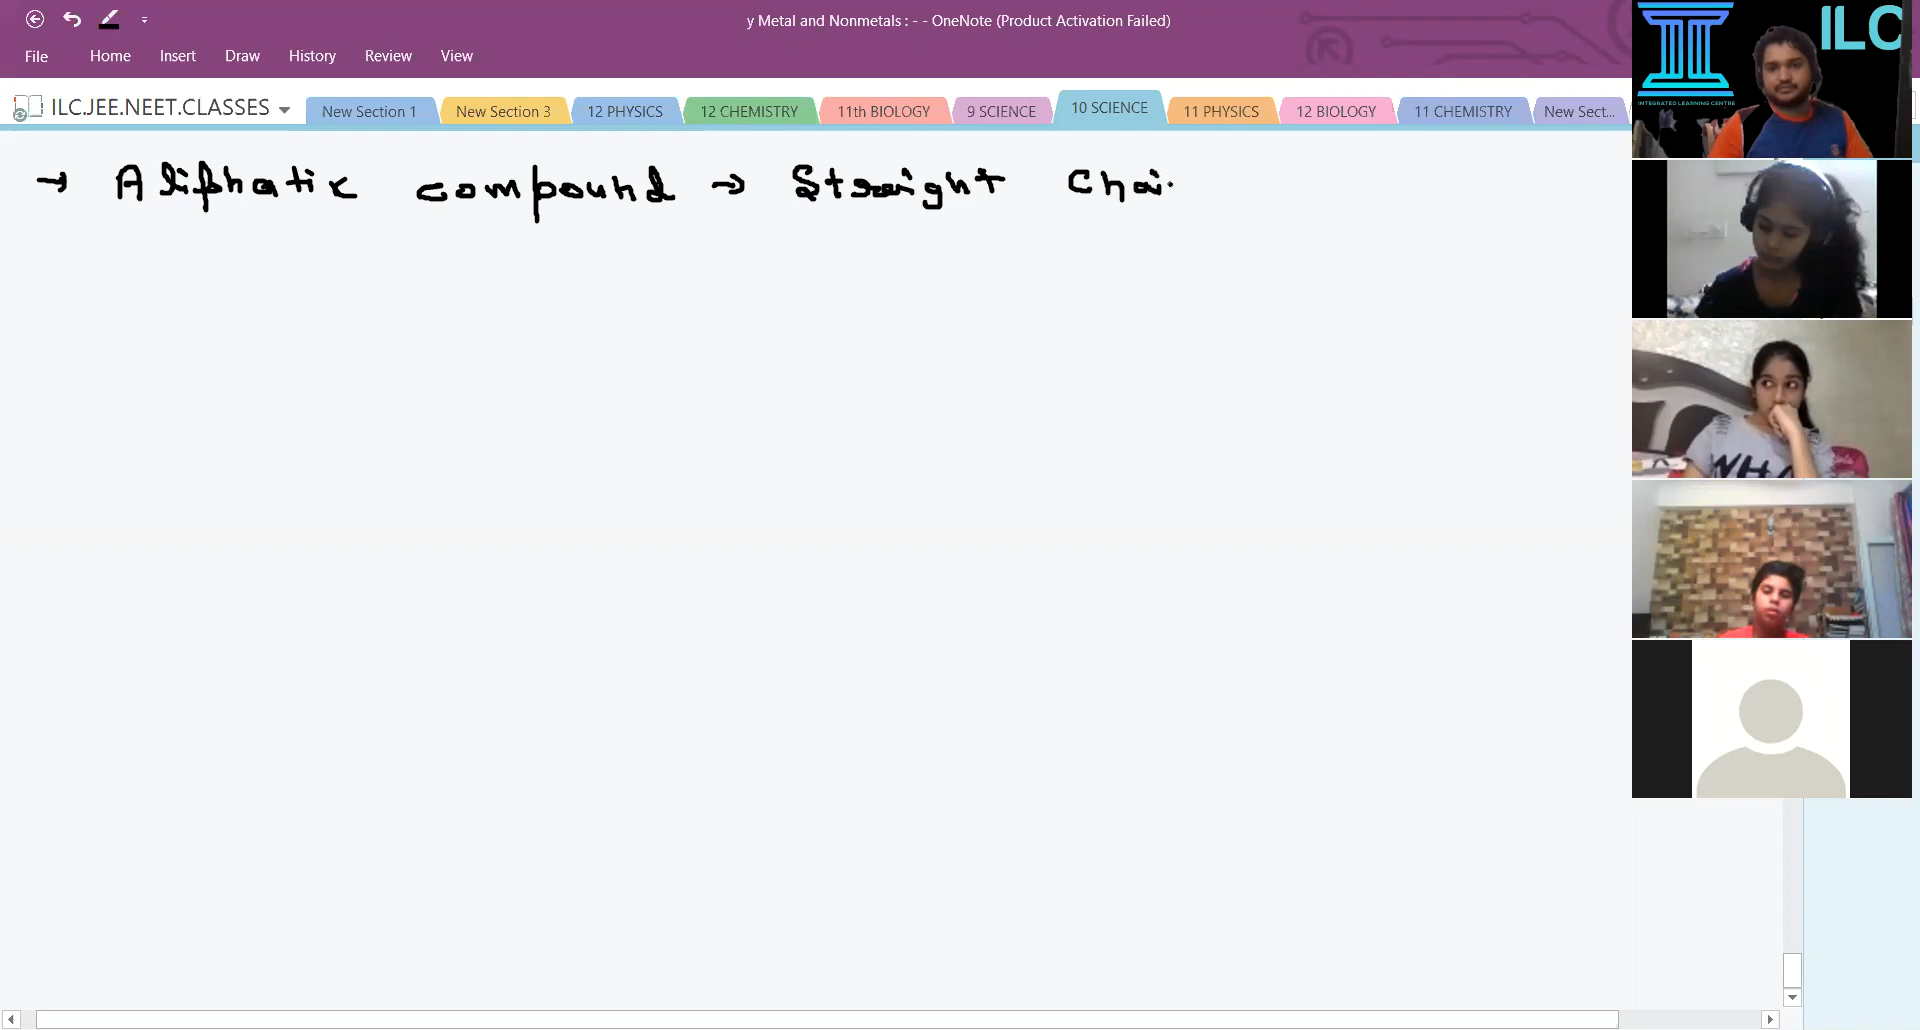 y Metal and Nonmetals : - - OneNote (Product Activation Failed)
File Home Insert Draw History Review View
ILC.JEE.NEET.CLASSES New Section 1 New Section 3 12 PHYSICS 12 CHEMISTRY 11th BIOLOGY 9 SCIENCE 10 SCIENCE 11 PHYSICS 12 BIOLOGY 11 CHEMISTRY New Sect...
→ Aliphatic compound → Straight Chai
ILC
INTEGRATED LEARNING CENTRE